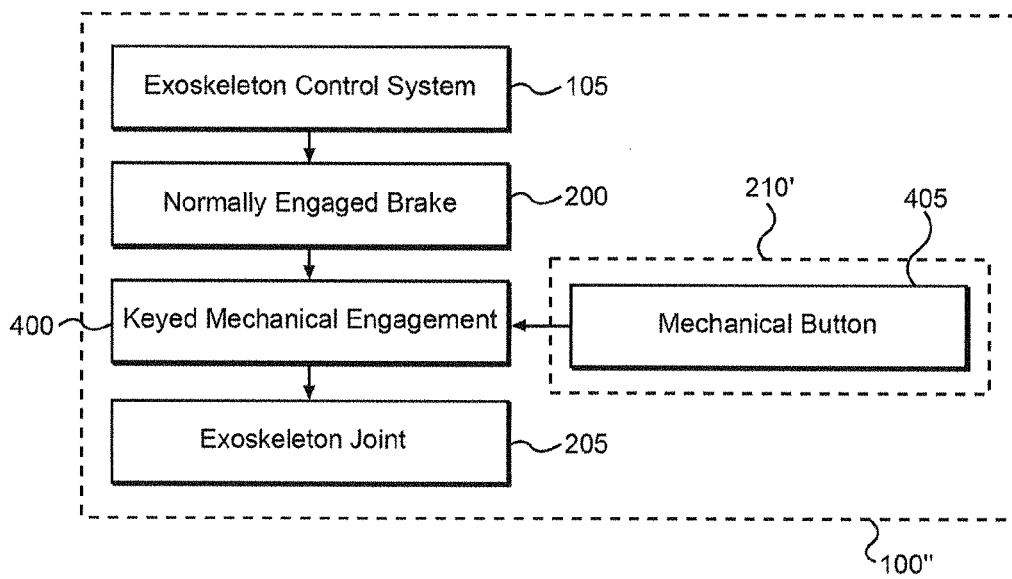 Exoskeleton Control System
105
Normally Engaged Brake
200
210'
405
400
Keyed Mechanical Engagement
Mechanical Button
Exoskeleton Joint
205
100"